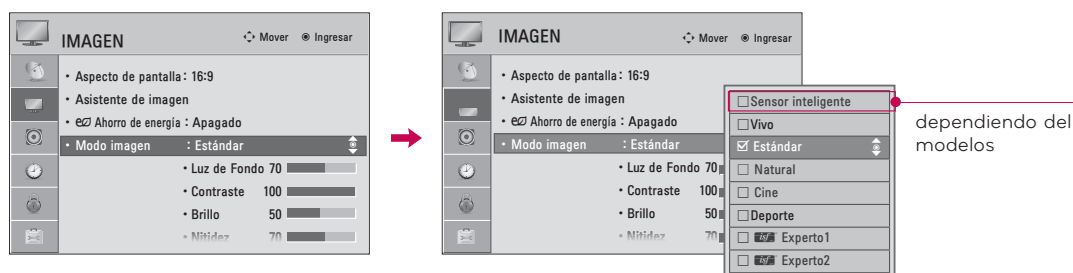 IMAGEN
Mover
Ingresar
• Aspecto de pantalla : 16:9
• Asistente de imagen
• Ahorro de energía : Apagado
• Modo imagen : Estándar
• Luz de Fondo 70
• Contraste 100
• Brillo 50
• Nitidez 70
IMAGEN
Mover
Ingresar
• Aspecto de pantalla : 16:9
• Asistente de imagen
• Ahorro de energía : Apagado
• Modo imagen : Estándar
• Luz de Fondo 70
• Contraste 100
• Brillo 50
• Nitidez 70
Sensor inteligente
Vivo
Estándar
Natural
Cine
Deporte
isf Experto1
isf Experto2
dependiendo del
modelos